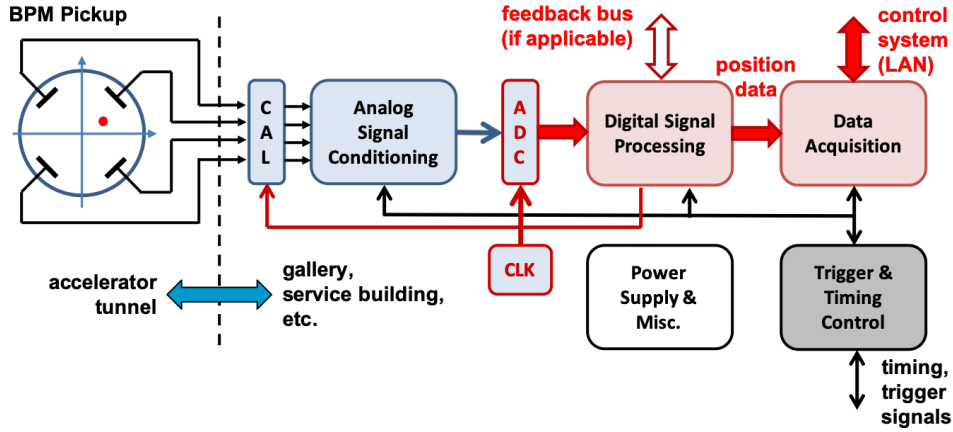 BPM Pickup
feedback bus
(if applicable)
control
system
(LAN)
position
data
C
A
L
Analog
Signal
Conditioning
A
D
C
Digital Signal
Processing
Data
Acquisition
CLK
accelerator
tunnel
gallery,
service building,
etc.
Power
Supply &
Misc.
Trigger &
Timing
Control
timing,
trigger
signals